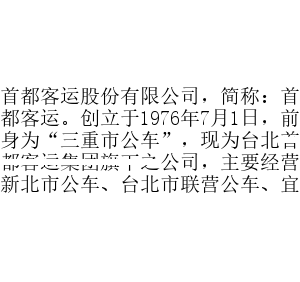 首都客运股份有限公司，简称：首
都客运。创立于1976年7月1日，前
身为“三重市公车”，现为台北首
都客运集团旗下之公司，主要经营
新北市公车、台北市联营公车、宜